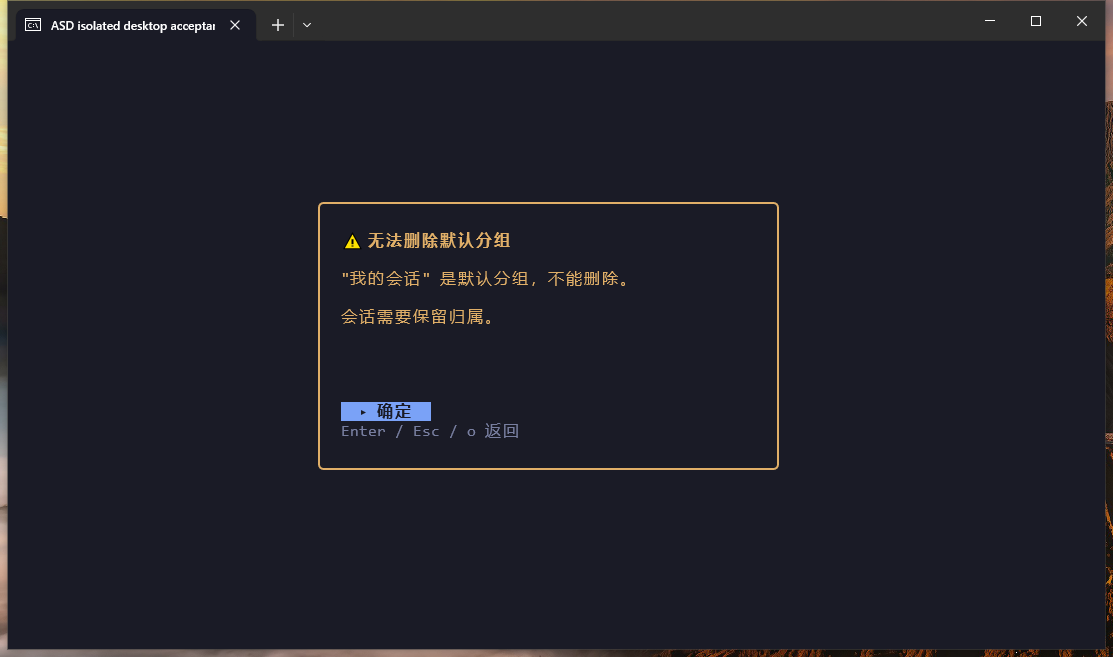 ASD isolated desktop acceptar
⚠ 无法删除默认分组
"我的会话" 是默认分组，不能删除。
会话需要保留归属。
▸ 确定
Enter / Esc / o 返回